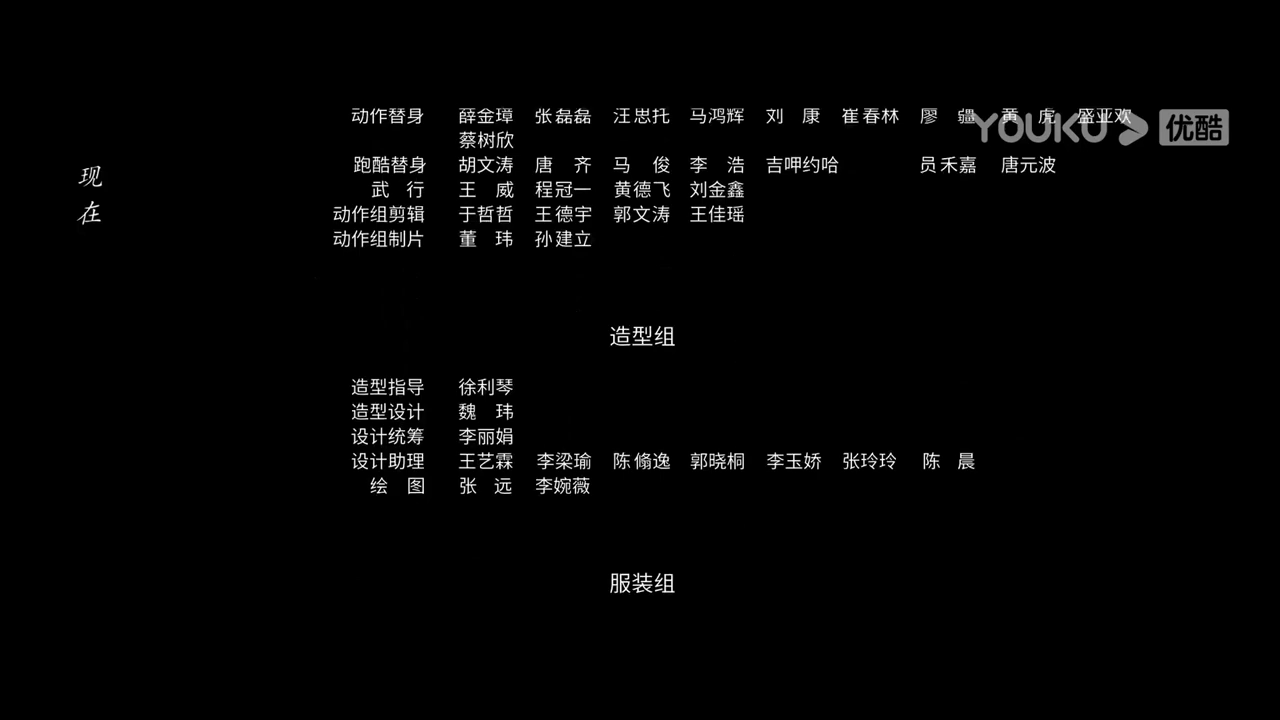 动作替身 薛金璋 张磊磊 汪思托 马鸿辉 刘 康 崔春林 廖 疆 黄 虎 盛亚欢
YOUKU 优酷
蔡树欣
跑酷替身 胡文涛 唐 齐 马 俊 李 浩 吉呷约哈 员禾嘉 唐元波
武 行 王 威 程冠一 黄德飞 刘金鑫
动作组剪辑 于哲哲 王德宇 郭文涛 王佳瑶
动作组制片 董 玮 孙建立
现
在
造型组
造型指导 徐利琴
造型设计 魏 玮
设计统筹 李丽娟
设计助理 王艺霖 李梁瑜 陈脩逸 郭晓桐 李玉娇 张玲玲 陈 晨
绘 图 张 远 李婉薇
服装组